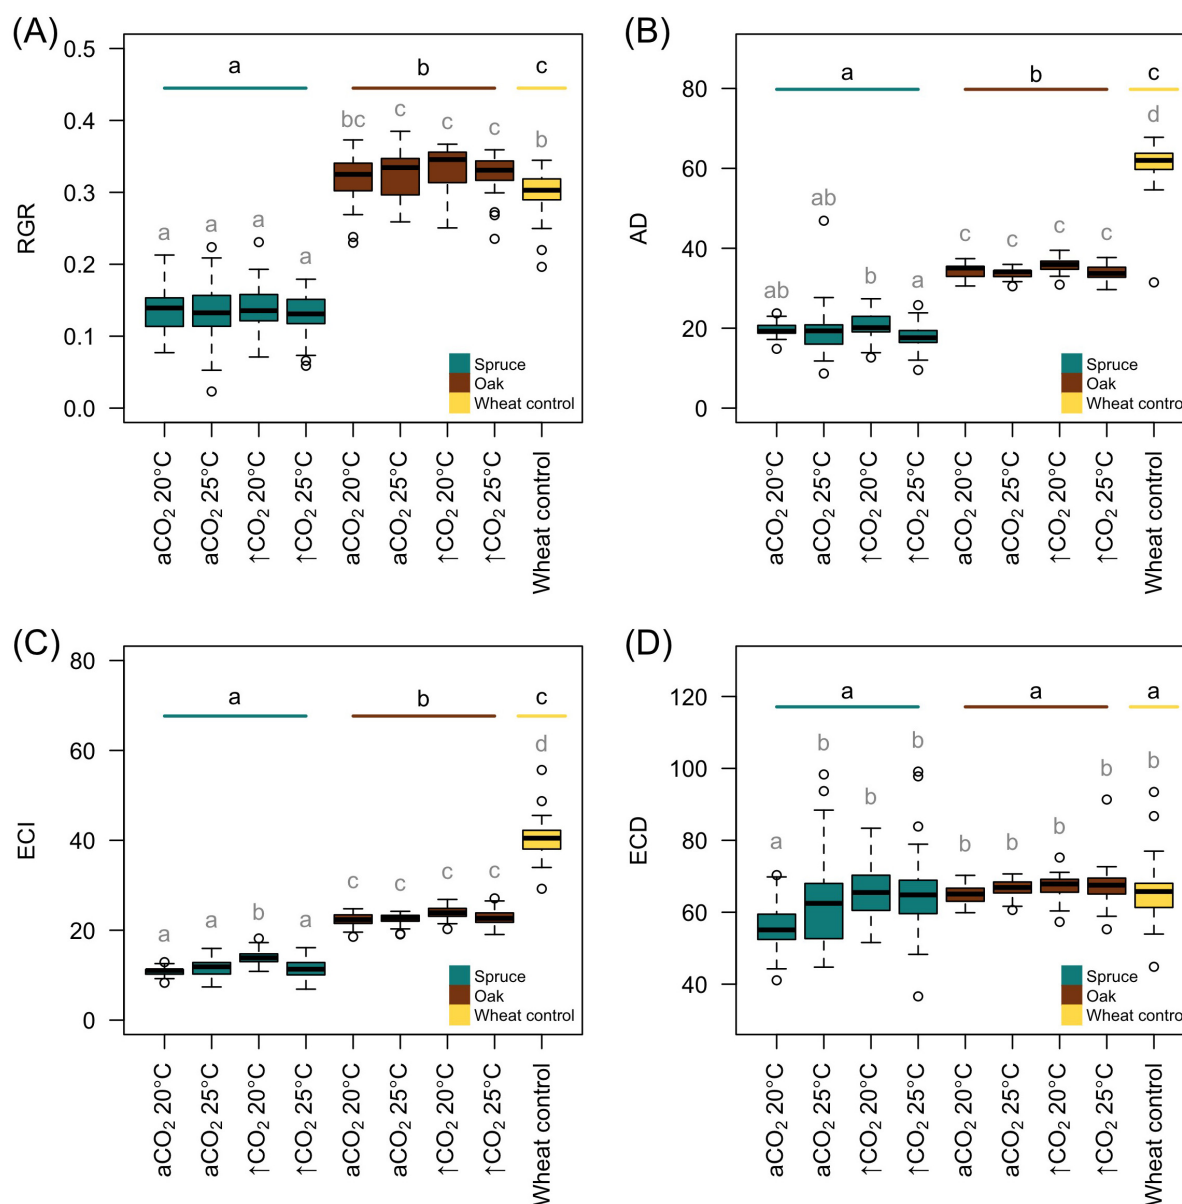 (A)
RGR
0.5
0.4
0.3
0.2
0.1
0.0
a b c
a a a a bc c c c b
Spruce
Oak
Wheat control
aCO₂ 20°C
aCO₂ 25°C
↑CO₂ 20°C
↑CO₂ 25°C
aCO₂ 20°C
aCO₂ 25°C
↑CO₂ 20°C
↑CO₂ 25°C
Wheat control
(B)
AD
80
60
40
20
0
a b c
ab ab b a c c c c d
Spruce
Oak
Wheat control
aCO₂ 20°C
aCO₂ 25°C
↑CO₂ 20°C
↑CO₂ 25°C
aCO₂ 20°C
aCO₂ 25°C
↑CO₂ 20°C
↑CO₂ 25°C
Wheat control
(C)
ECI
80
60
40
20
0
a b c
a a b a c c c c d
Spruce
Oak
Wheat control
aCO₂ 20°C
aCO₂ 25°C
↑CO₂ 20°C
↑CO₂ 25°C
aCO₂ 20°C
aCO₂ 25°C
↑CO₂ 20°C
↑CO₂ 25°C
Wheat control
(D)
ECD
120
100
80
60
40
a a a
a b b b b b b b b
Spruce
Oak
Wheat control
aCO₂ 20°C
aCO₂ 25°C
↑CO₂ 20°C
↑CO₂ 25°C
aCO₂ 20°C
aCO₂ 25°C
↑CO₂ 20°C
↑CO₂ 25°C
Wheat control